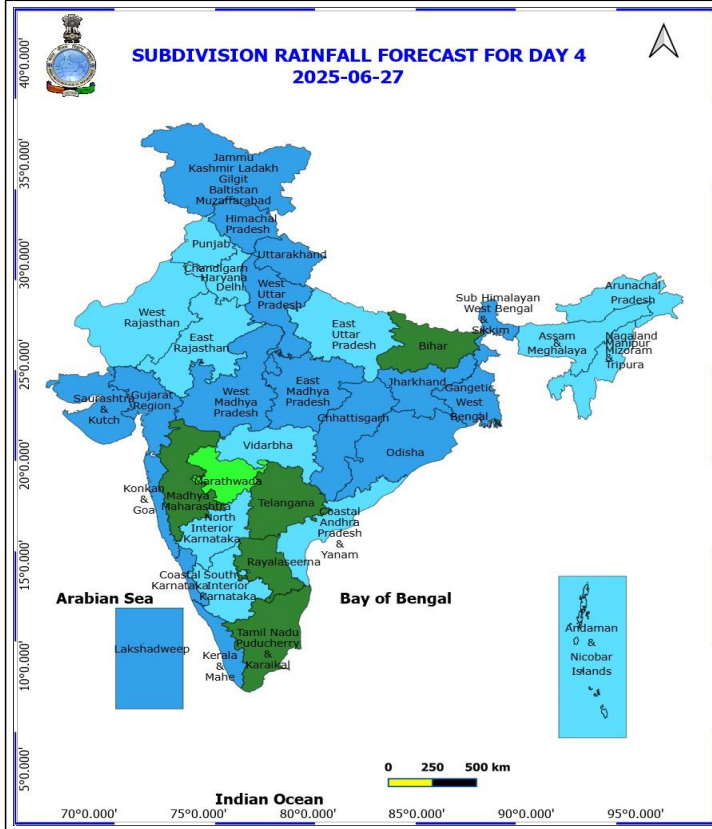 SUBDIVISION RAINFALL FORECAST FOR DAY 4
2025-06-27
40°0.000'
35°0.000'
30°0.000'
25°0.000'
20°0.000'
15°0.000'
10°0.000'
5°0.000'
Jammu
Kashmir Ladakh
Gilgit
Baltistan
Muzaffarabad
Himachal
Pradesh
Punjab
Uttarakhand
Chandigarh
Haryana
Delhi
West
Uttar
Pradesh
West
Rajasthan
East
Rajasthan
East
Uttar
Pradesh
Bihar
Sub Himalayan
West Bengal
&
Sikkim
Arunachal
Pradesh
Assam
&
Meghalaya
Nagaland
Manipur
Mizoram
&
Tripura
Saurashtra
&
Kutch
Gujarat
Region
West
Madhya
Pradesh
East
Madhya
Pradesh
Jharkhand
Gangetic
West
Bengal
Chhattisgarh
Odisha
Vidarbha
Konkan
&
Goa
Madhya
Maharashtra
Marathwada
Telangana
Coastal
Andhra
Pradesh
&
Yanam
North
Interior
Karnataka
Rayalaseema
Coastal
Karnataka
South
Interior
Karnataka
Arabian Sea
Bay of Bengal
Lakshadweep
Kerala
&
Mahe
Tamil Nadu
Puducherry
&
Karaikal
Andaman
&
Nicobar
Islands
0 250 500 km
Indian Ocean
70°0.000' 75°0.000' 80°0.000' 85°0.000' 90°0.000' 95°0.000'